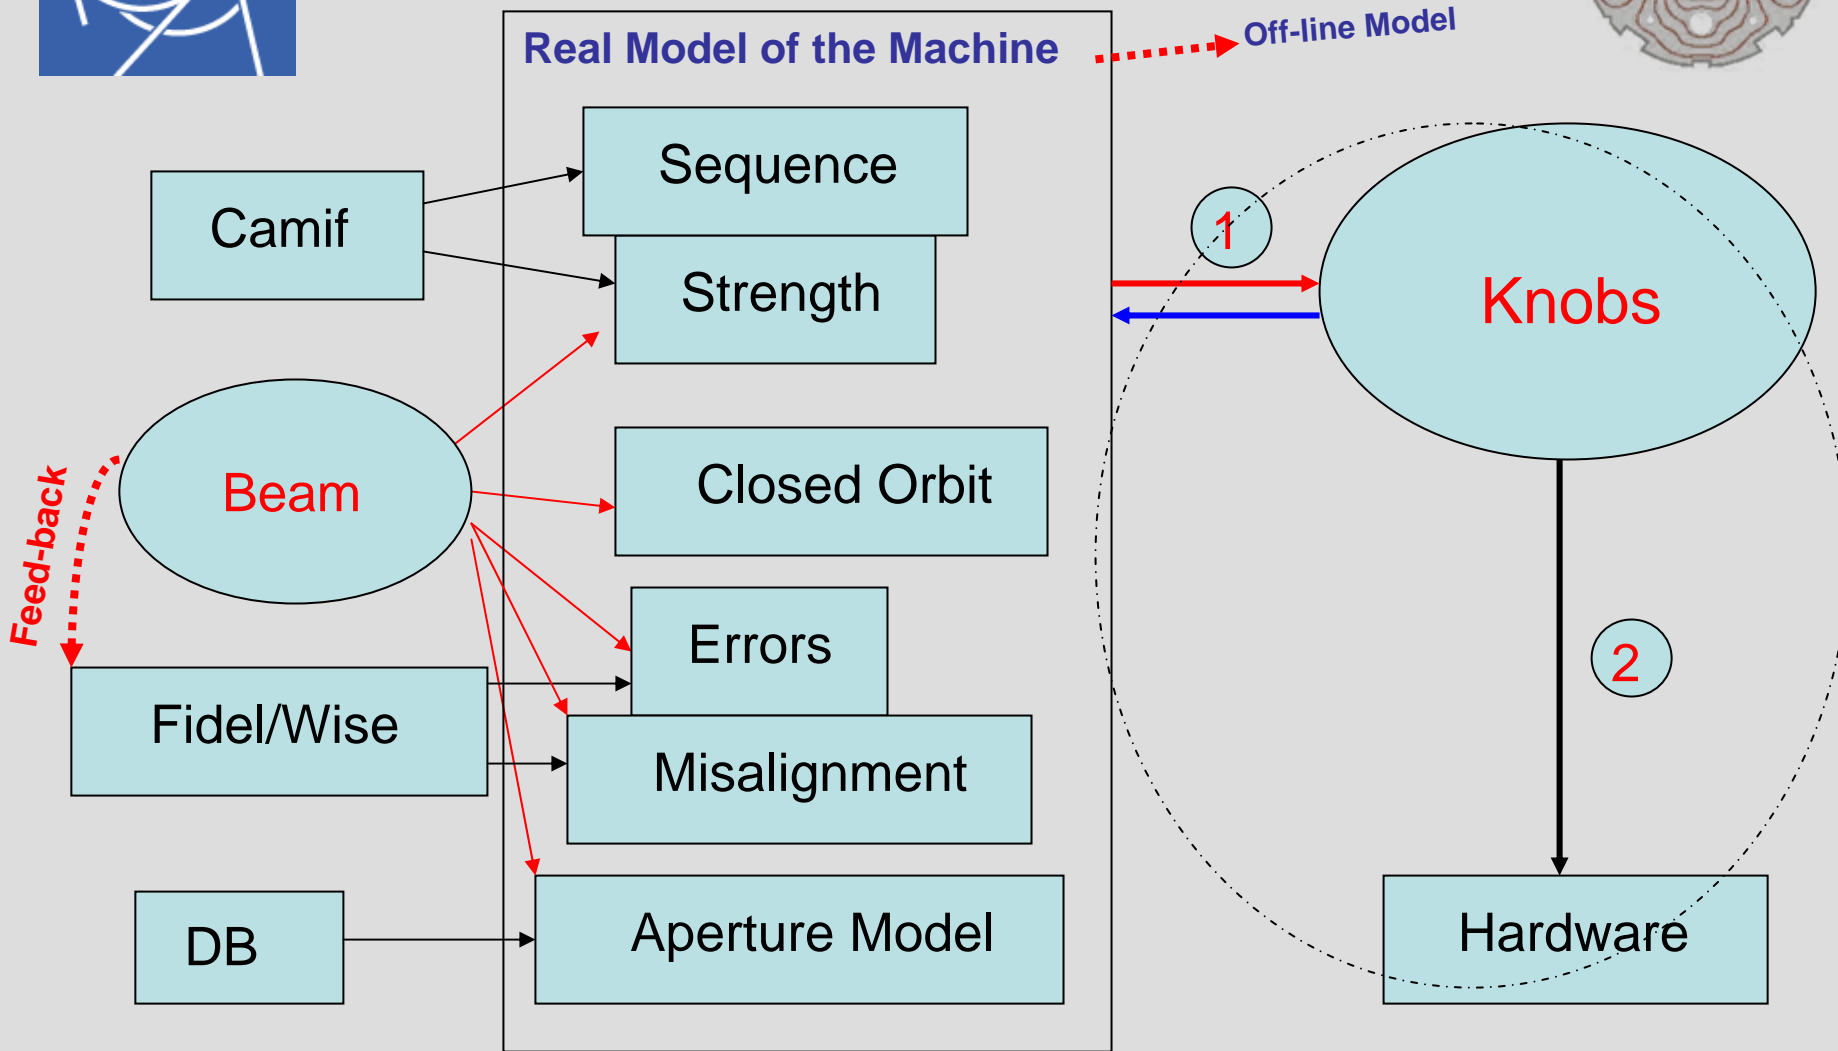 Real Model of the Machine
Off-line Model
Sequence
Camif
1
Strength
Knobs
Closed Orbit
Beam
Feed-back
Errors
2
Fidel/Wise
Misalignment
DB
Aperture Model
Hardware